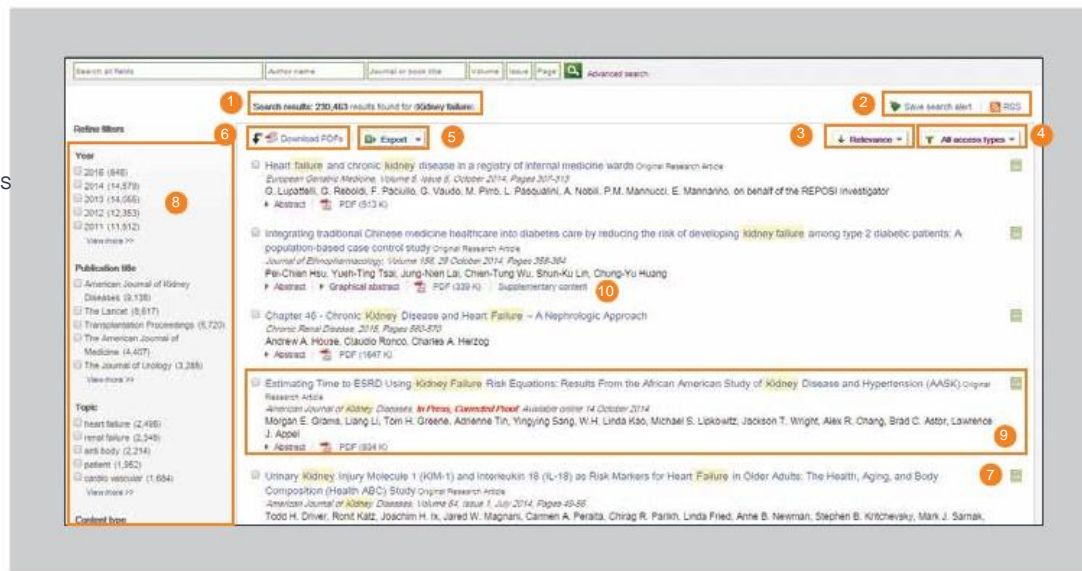 Search all fields
Author name
Journal or book title
Volume
Issue
Page
Advanced search
1
Search results: 230,463 results found for (Kidney failure.
2
Save search alert
RSS
Refine filters
6
Download PDFs
5
Export
3
Relevance
4
All access types
S
Year
2014 (14,579)
2012 (12,353)
View more >>
8
Publication title
American Journal of Kidney
Diseases (9,138)
The Lancet (8,617)
Transplantation Proceedings (5,720)
The American Journal of
Medicine (4,407)
The Journal of Urology (3,288)
View more >>
Topic
heart failure (2,498)
renal failure (2,348)
anti body (2,214)
patient (1,952)
cardio vascular (1,684)
View more >>
Content type
Heart failure and chronic kidney disease in a registry of internal medicine wards Original Research Article
European Geriatric Medicine, Volume 5, Issue 5, October 2014, Pages 307-313
G. Lupattelli, G. Reboldi, F. Paciullo, G. Vaudo, M. Pirro, L. Pasqualini, A. Nobili, P.M. Mannucci, E. Mannarino, on behalf of the REPOSI Investigator
Abstract
PDF (513 K)
Integrating traditional Chinese medicine healthcare into diabetes care by reducing the risk of developing kidney failure among type 2 diabetic patients: A
population-based case control study Original Research Article
Journal of Ethnopharmacology, Volume 156, 28 October 2014, Pages 358-364
Pei-Chien Hsu, Yueh-Ting Tsai, Jung-Nien Lai, Chien-Tung Wu, Shun-Ku Lin, Chung-Yu Huang
Abstract
Graphical abstract
PDF (339 K)
Supplementary content
10
Chapter 46 - Chronic Kidney Disease and Heart Failure – A Nephrologic Approach
Chronic Renal Disease, 2015, Pages 560-570
Andrew A. House, Claudio Ronco, Charles A. Herzog
Abstract
PDF (1647 K)
Estimating Time to ESRD Using Kidney Failure Risk Equations: Results From the African American Study of Kidney Disease and Hypertension (AASK) Original
Research Article
American Journal of Kidney Diseases, In Press, Corrected Proof, Available online 14 October 2014
Morgan E. Grams, Liang Li, Tom H. Greene, Adrienne Tin, Yingying Sang, W.H. Linda Kao, Michael S. Lipkowitz, Jackson T. Wright, Alex R. Chang, Brad C. Astor, Lawrence
J. Appel
Abstract
PDF (934 K)
9
Urinary Kidney Injury Molecule 1 (KIM-1) and Interleukin 18 (IL-18) as Risk Markers for Heart Failure in Older Adults: The Health, Aging, and Body
Composition (Health ABC) Study Original Research Article
7
American Journal of Kidney Diseases, Volume 64, Issue 1, July 2014, Pages 49-56
Todd H. Driver, Ronit Katz, Joachim H. Ix, Jared W. Magnani, Carmen A. Peralta, Chirag R. Parikh, Linda Fried, Anne B. Newman, Stephen B. Kritchevsky, Mark J. Sarnak,